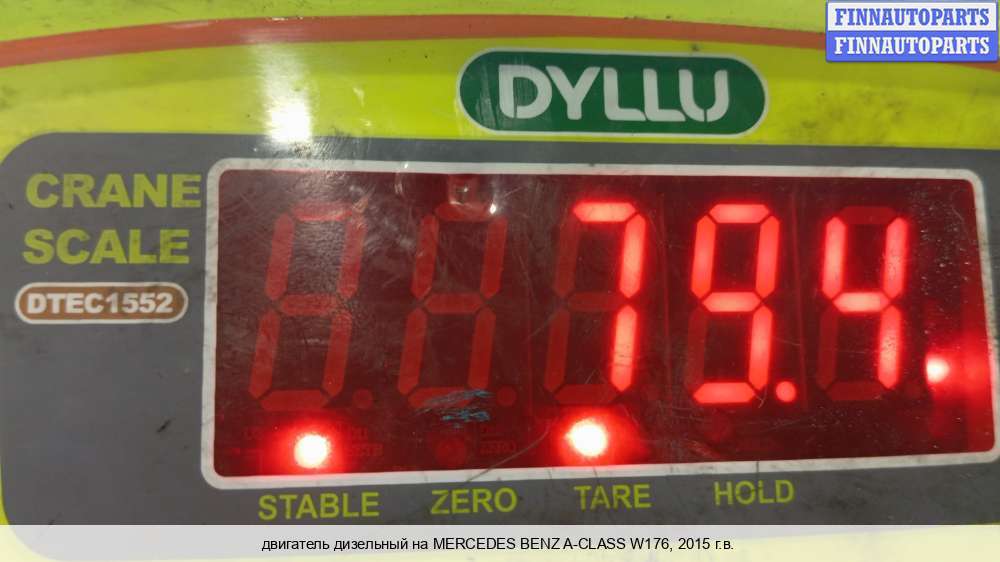 FINNAUTOPARTS
FINNAUTOPARTS
DYLLU
CRANE
SCALE
DTEC1552
79.4
STABLE ZERO TARE HOLD
двигатель дизельный на MERCEDES BENZ A-CLASS W176, 2015 г.в.